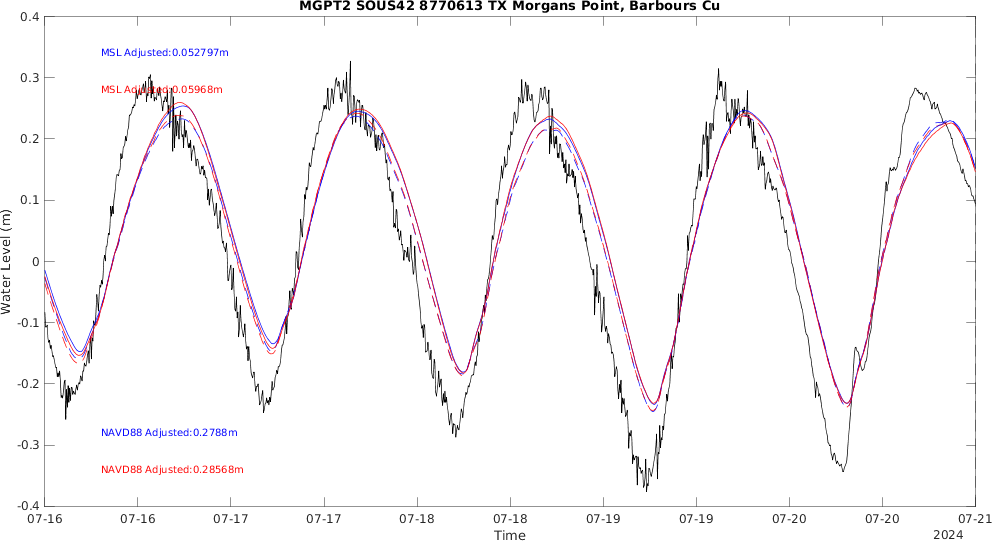 MGPT2 SOUS42 8770613 TX Morgans Point, Barbours Cu
0.4
MSL Adjusted:0.052797m
0.3
MSL Adjusted:0.05968m
0.2
0.1
0
Water Level (m)
-0.1
-0.2
NAVD88 Adjusted:0.2788m
-0.3
NAVD88 Adjusted:0.28568m
-0.4
07-16 07-16 07-17 07-17 07-18 07-18 07-19 07-19 07-20 07-20 07-21
Time
2024